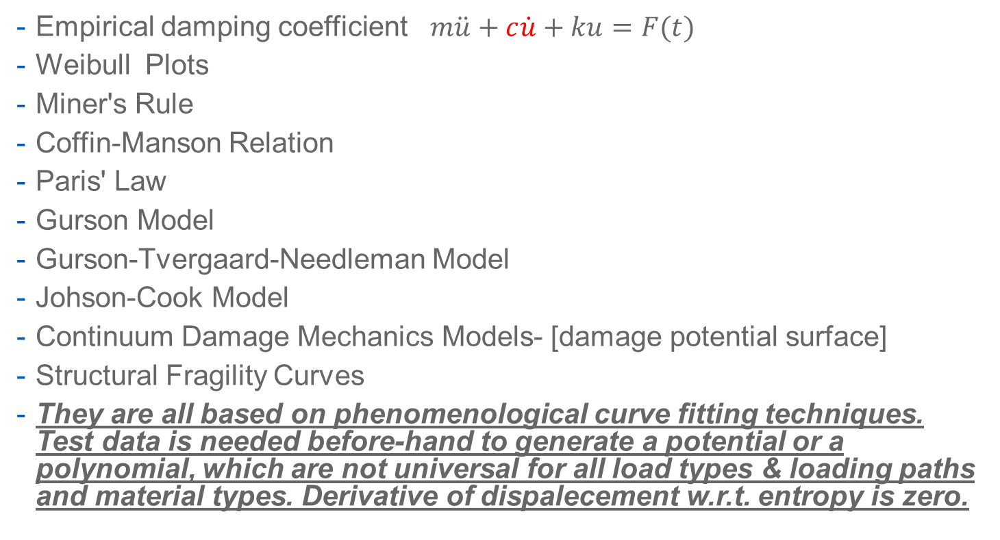 - Empirical damping coefficient mü + cu̇ + ku = F(t)
- Weibull Plots
- Miner's Rule
- Coffin-Manson Relation
- Paris' Law
- Gurson Model
- Gurson-Tvergaard-Needleman Model
- Johson-Cook Model
- Continuum Damage Mechanics Models- [damage potential surface]
- Structural Fragility Curves
- They are all based on phenomenological curve fitting techniques.
Test data is needed before-hand to generate a potential or a
polynomial, which are not universal for all load types & loading paths
and material types. Derivative of dispalecement w.r.t. entropy is zero.